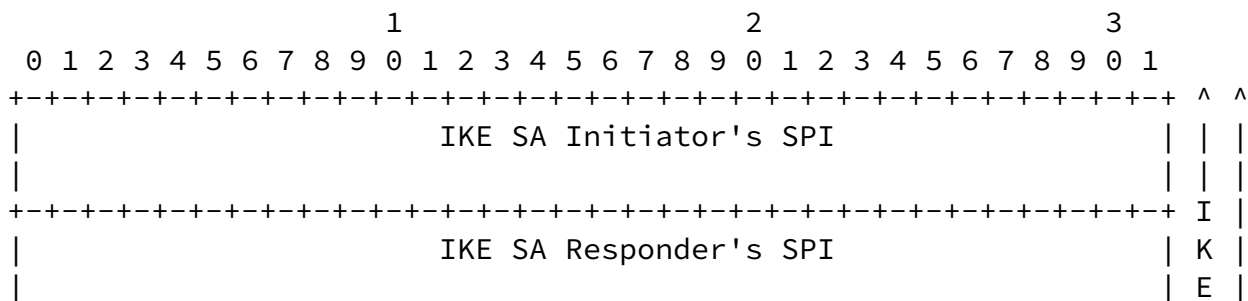 1                   2                   3
 0 1 2 3 4 5 6 7 8 9 0 1 2 3 4 5 6 7 8 9 0 1 2 3 4 5 6 7 8 9 0 1
+-+-+-+-+-+-+-+-+-+-+-+-+-+-+-+-+-+-+-+-+-+-+-+-+-+-+-+-+-+-+-+-+ ^ ^
|                       IKE SA Initiator's SPI                  | | |
|                                                               | | |
+-+-+-+-+-+-+-+-+-+-+-+-+-+-+-+-+-+-+-+-+-+-+-+-+-+-+-+-+-+-+-+-+ I |
|                       IKE SA Responder's SPI                  | K |
|                                                               | E |